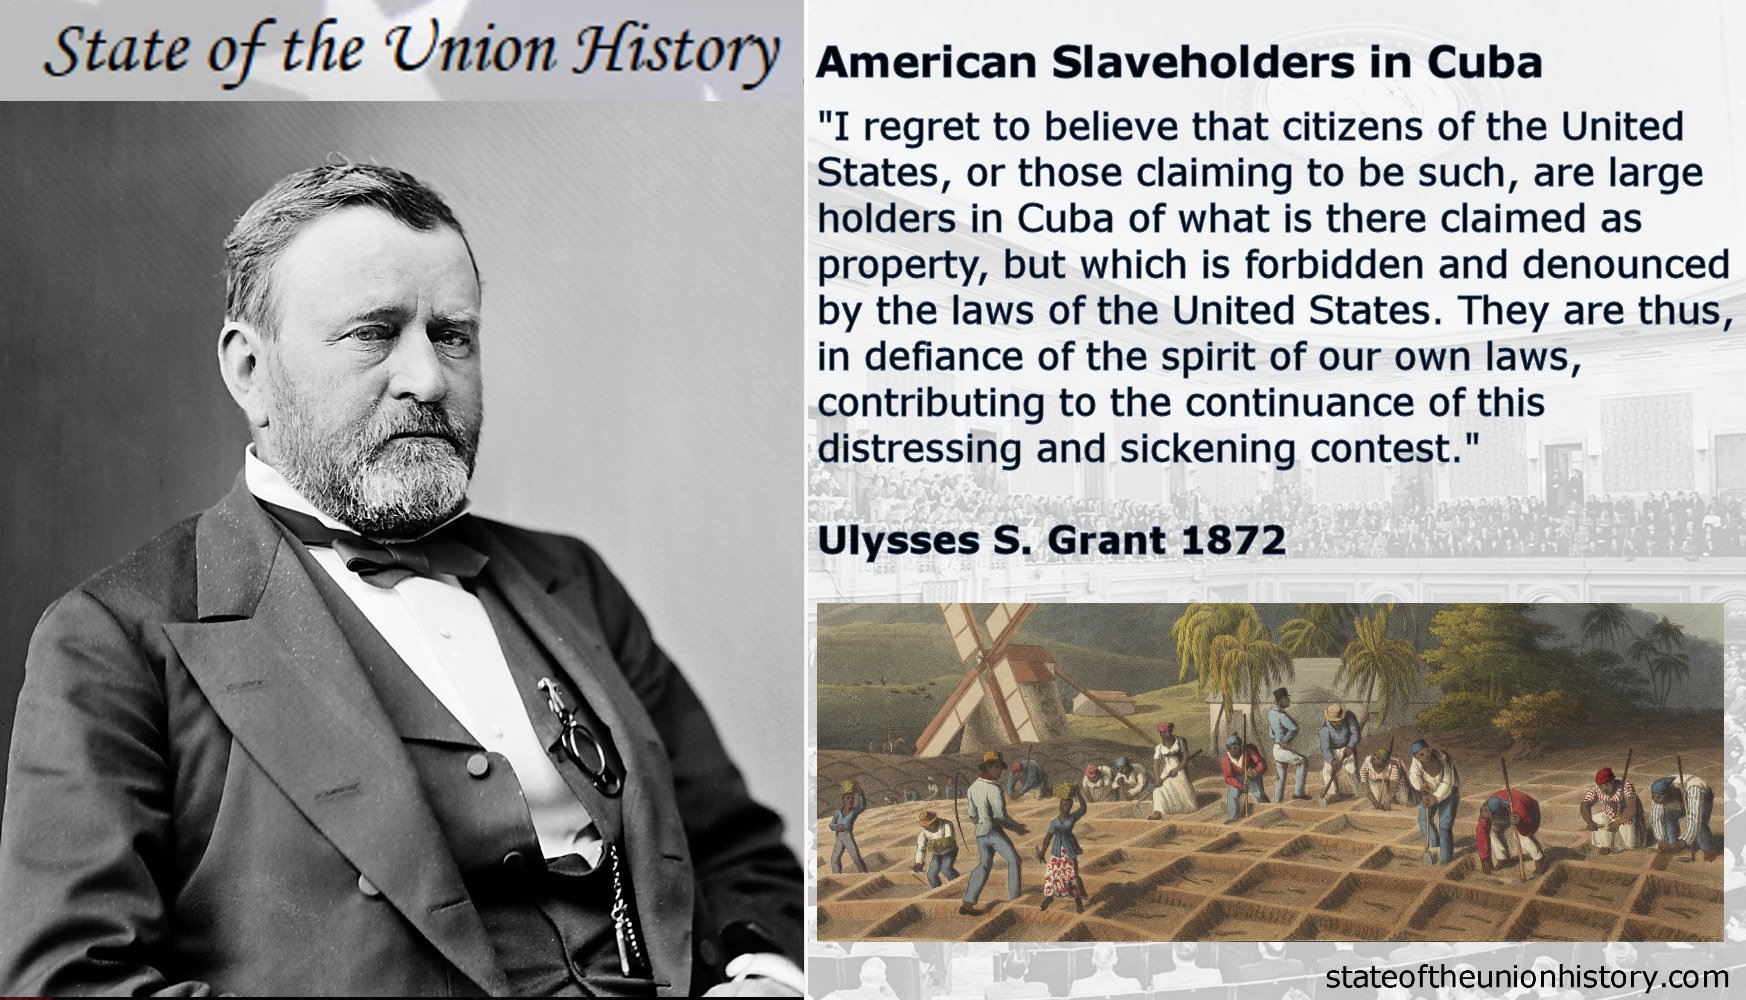 State of the Union History
American Slaveholders in Cuba
"I regret to believe that citizens of the United
States, or those claiming to be such, are large
holders in Cuba of what is there claimed as
property, but which is forbidden and denounced
by the laws of the United States. They are thus,
in defiance of the spirit of our own laws,
contributing to the continuance of this
distressing and sickening contest."
Ulysses S. Grant 1872
stateoftheunionhistory.com